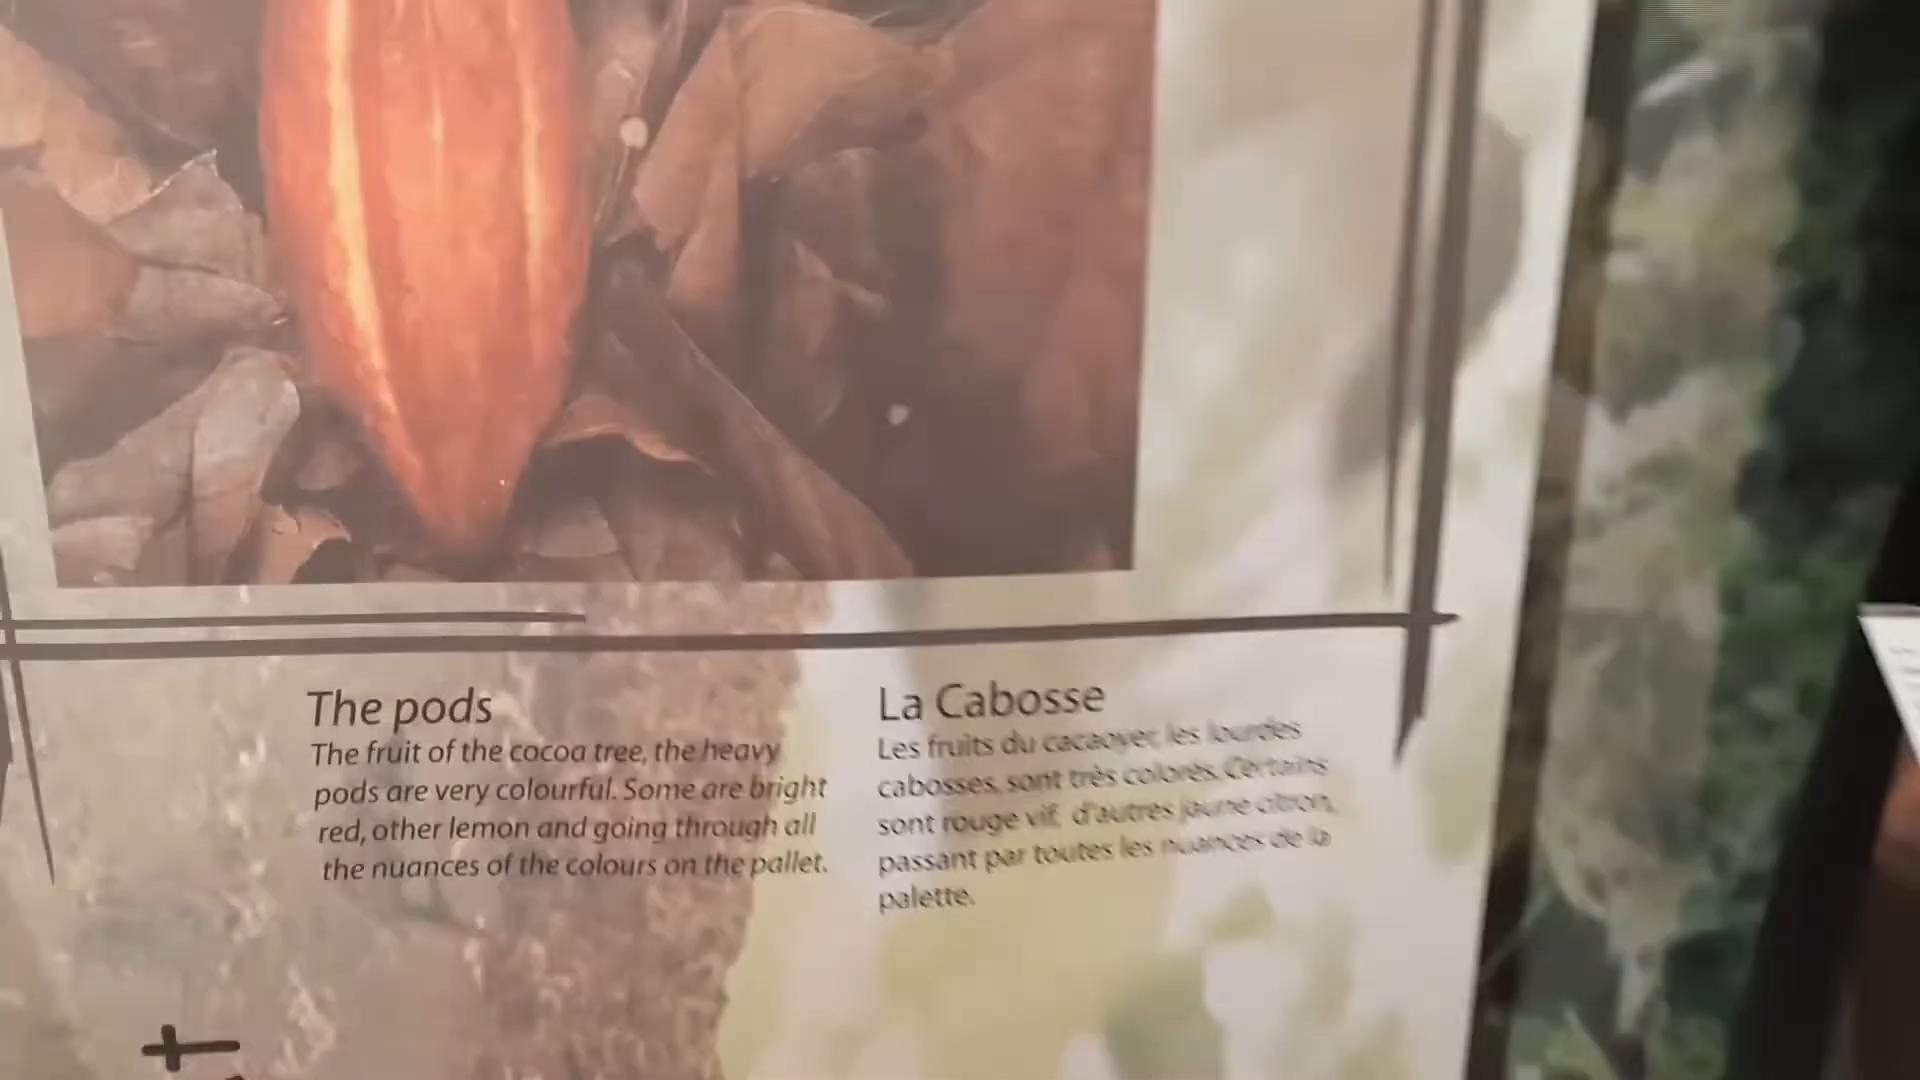 The pods
The fruit of the cocoa tree, the heavy
pods are very colourful. Some are bright
red, other lemon and going through all
the nuances of the colours on the pallet.
La Cabosse
Les fruits du cacaoyer, les lourdes
cabosses, sont très colorés. Certains
sont rouge vif, d'autres jaune citron,
passant par toutes les nuances de la
palette.